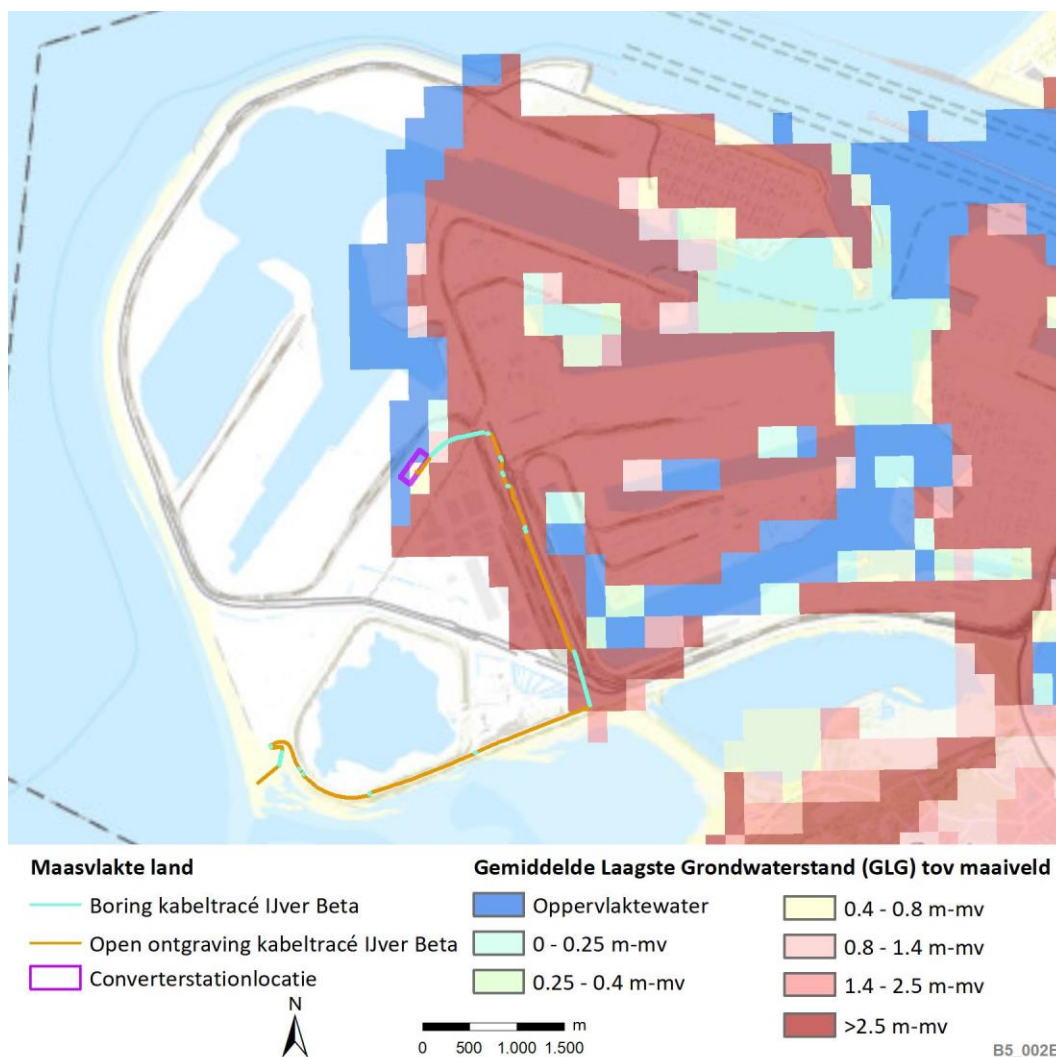 Maasvlakte land
Boring kabeltracé IJver Beta
Open ontgraving kabeltracé IJver Beta
Converterstationlocatie
Gemiddelde Laagste Grondwaterstand (GLG) tov maaiveld
Oppervlaktewater
0 - 0.25 m-mv
0.25 - 0.4 m-mv
0.4 - 0.8 m-mv
0.8 - 1.4 m-mv
1.4 - 2.5 m-mv
>2.5 m-mv
N
m
0 500 1.000 1.500
B5_002E